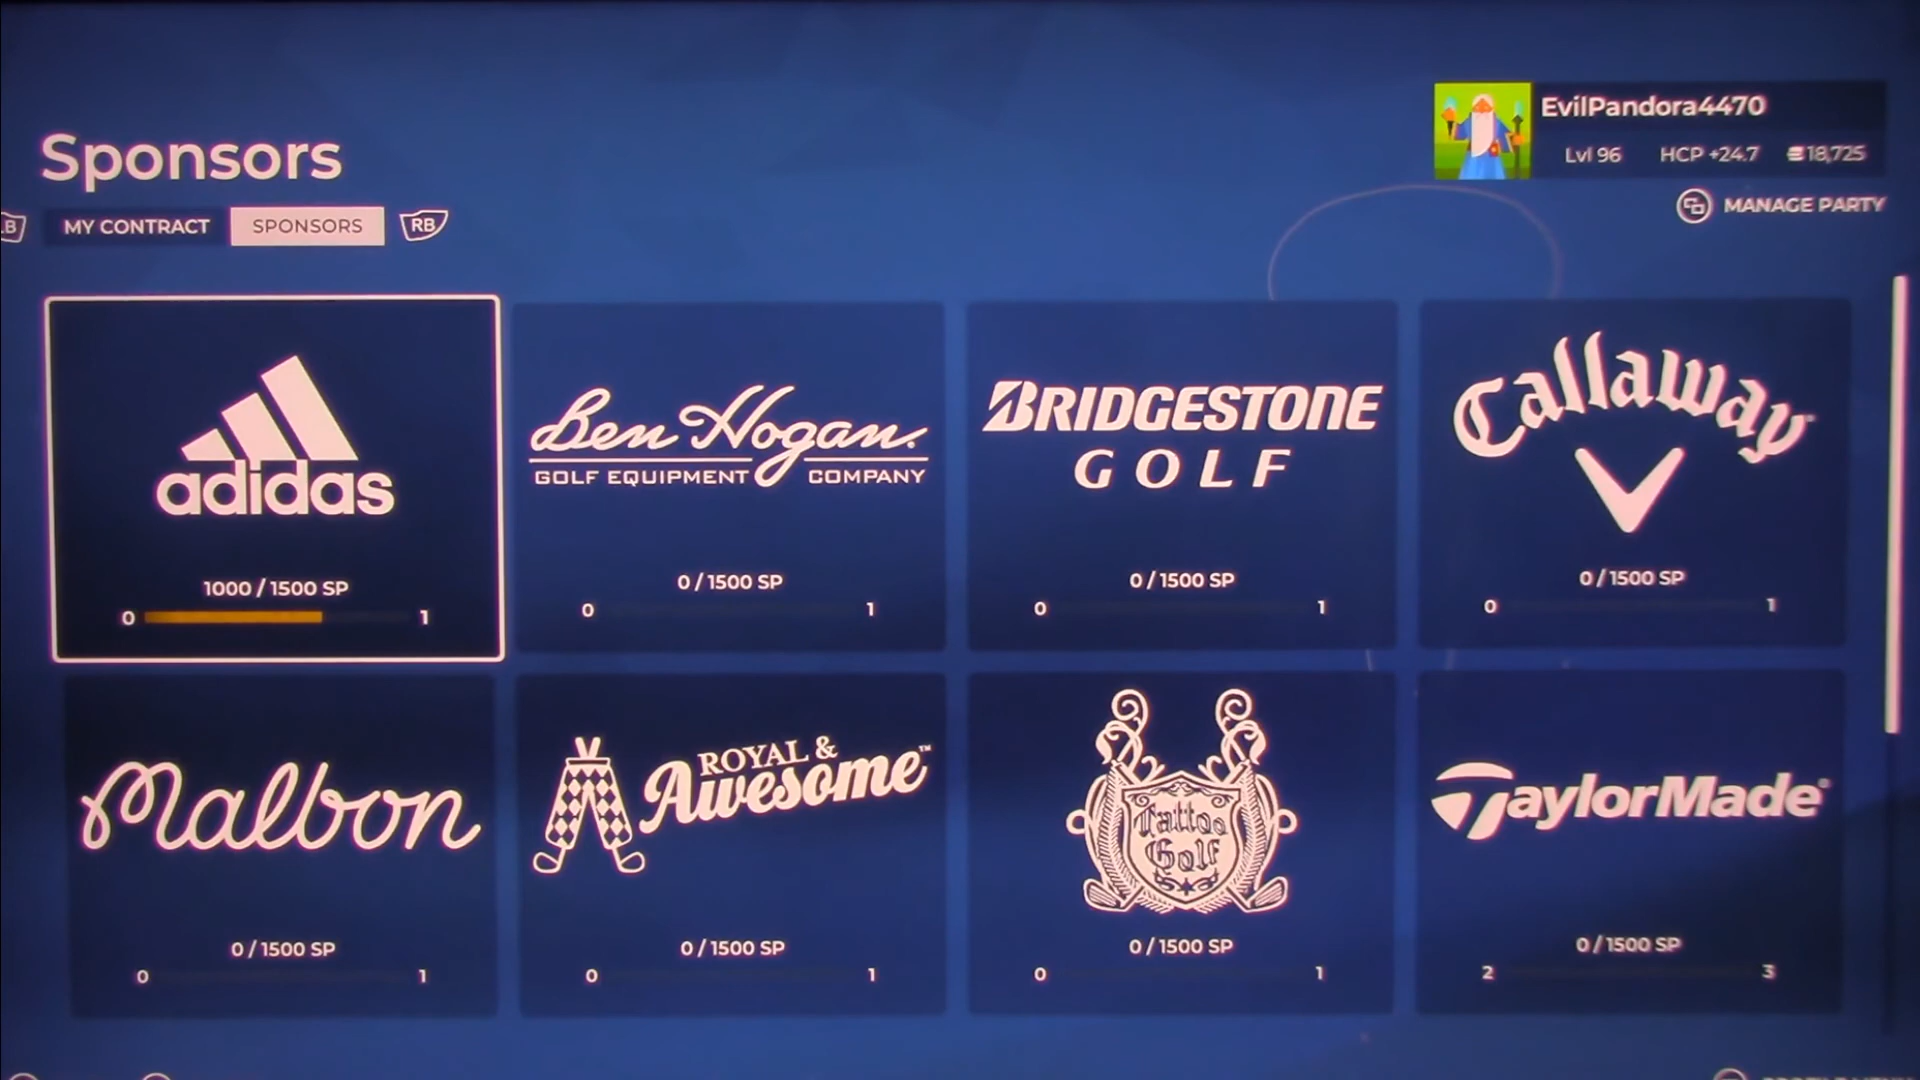 EvilPandora4470
Lvl 96 HCP +24.7 18,725
Sponsors
MANAGE PARTY
MY CONTRACT SPONSORS RB
adidas
1000 / 1500 SP
0 1
Ben Hogan.
GOLF EQUIPMENT COMPANY
0 / 1500 SP
0 1
BRIDGESTONE
GOLF
0 / 1500 SP
0 1
Callaway
0 / 1500 SP
0 1
Malbon
0 / 1500 SP
0 1
ROYAL &
Awesome™
0 / 1500 SP
0 1
Tattoo
Golf
0 / 1500 SP
0 1
TaylorMade®
0 / 1500 SP
2 3